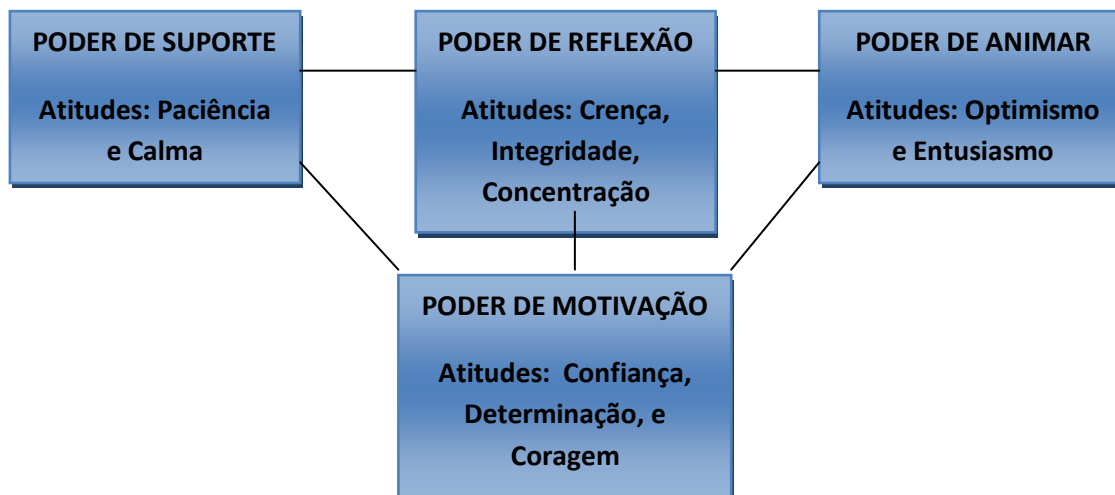 PODER DE SUPORTE
Atitudes: Paciência
e Calma
PODER DE REFLEXÃO
Atitudes: Crença,
Integridade,
Concentração
PODER DE ANIMAR
Atitudes: Optimismo
e Entusiasmo
PODER DE MOTIVAÇÃO
Atitudes: Confiança,
Determinação, e
Coragem